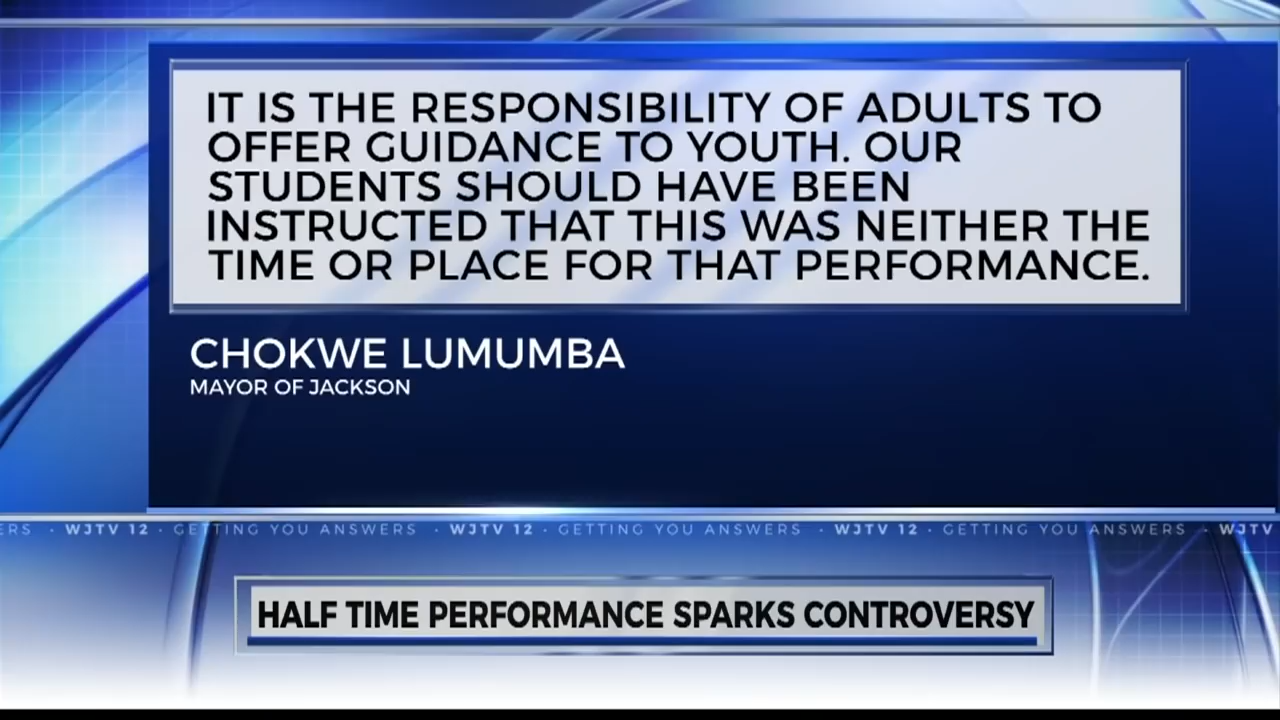 IT IS THE RESPONSIBILITY OF ADULTS TO
OFFER GUIDANCE TO YOUTH. OUR
STUDENTS SHOULD HAVE BEEN
INSTRUCTED THAT THIS WAS NEITHER THE
TIME OR PLACE FOR THAT PERFORMANCE.
CHOKWE LUMUMBA
MAYOR OF JACKSON
ERS · WJTV 12 · GETTING YOU ANSWERS · WJTV 12 · GETTING YOU ANSWERS · WJTV 12 · GETTING YOU ANSWERS · WJTV
HALF TIME PERFORMANCE SPARKS CONTROVERSY